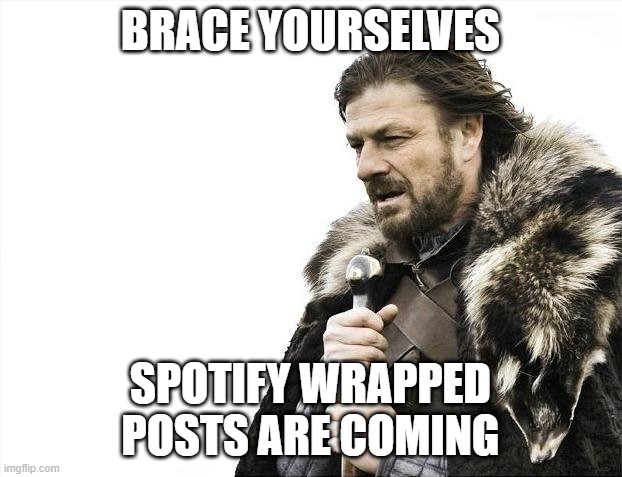 BRACE YOURSELVES
SPOTIFY WRAPPED
POSTS ARE COMING
imgflip.com